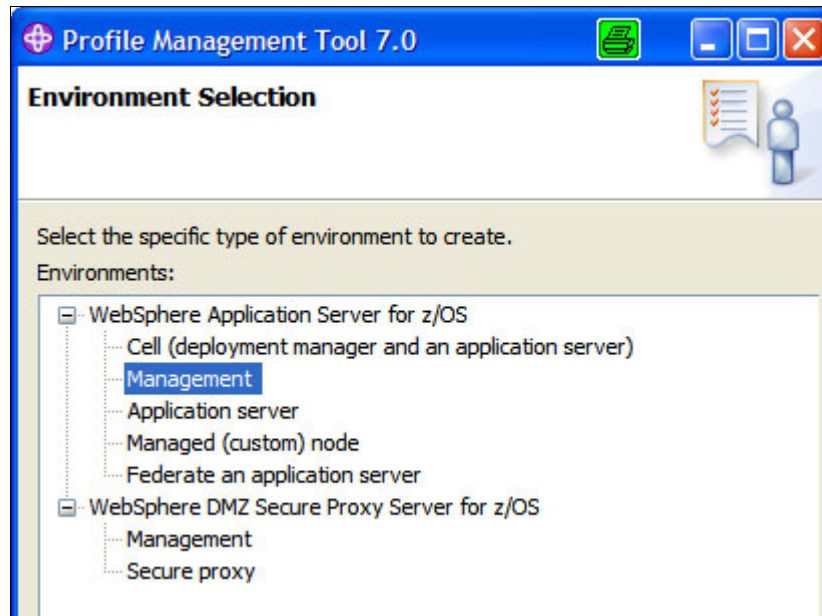 Profile Management Tool 7.0
Environment Selection
Select the specific type of environment to create.
Environments:
WebSphere Application Server for z/OS
Cell (deployment manager and an application server)
Management
Application server
Managed (custom) node
Federate an application server
WebSphere DMZ Secure Proxy Server for z/OS
Management
Secure proxy